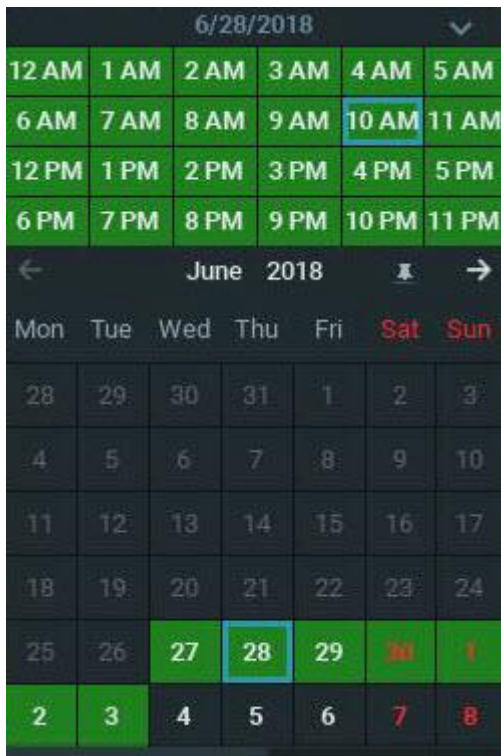 6/28/2018
12 AM 1 AM 2 AM 3 AM 4 AM 5 AM
6 AM 7 AM 8 AM 9 AM 10 AM 11 AM
12 PM 1 PM 2 PM 3 PM 4 PM 5 PM
6 PM 7 PM 8 PM 9 PM 10 PM 11 PM
June 2018
Mon Tue Wed Thu Fri Sat Sun
28 29 30 31 1 2 3
4 5 6 7 8 9 10
11 12 13 14 15 16 17
18 19 20 21 22 23 24
25 26 27 28 29 30 1
2 3 4 5 6 7 8